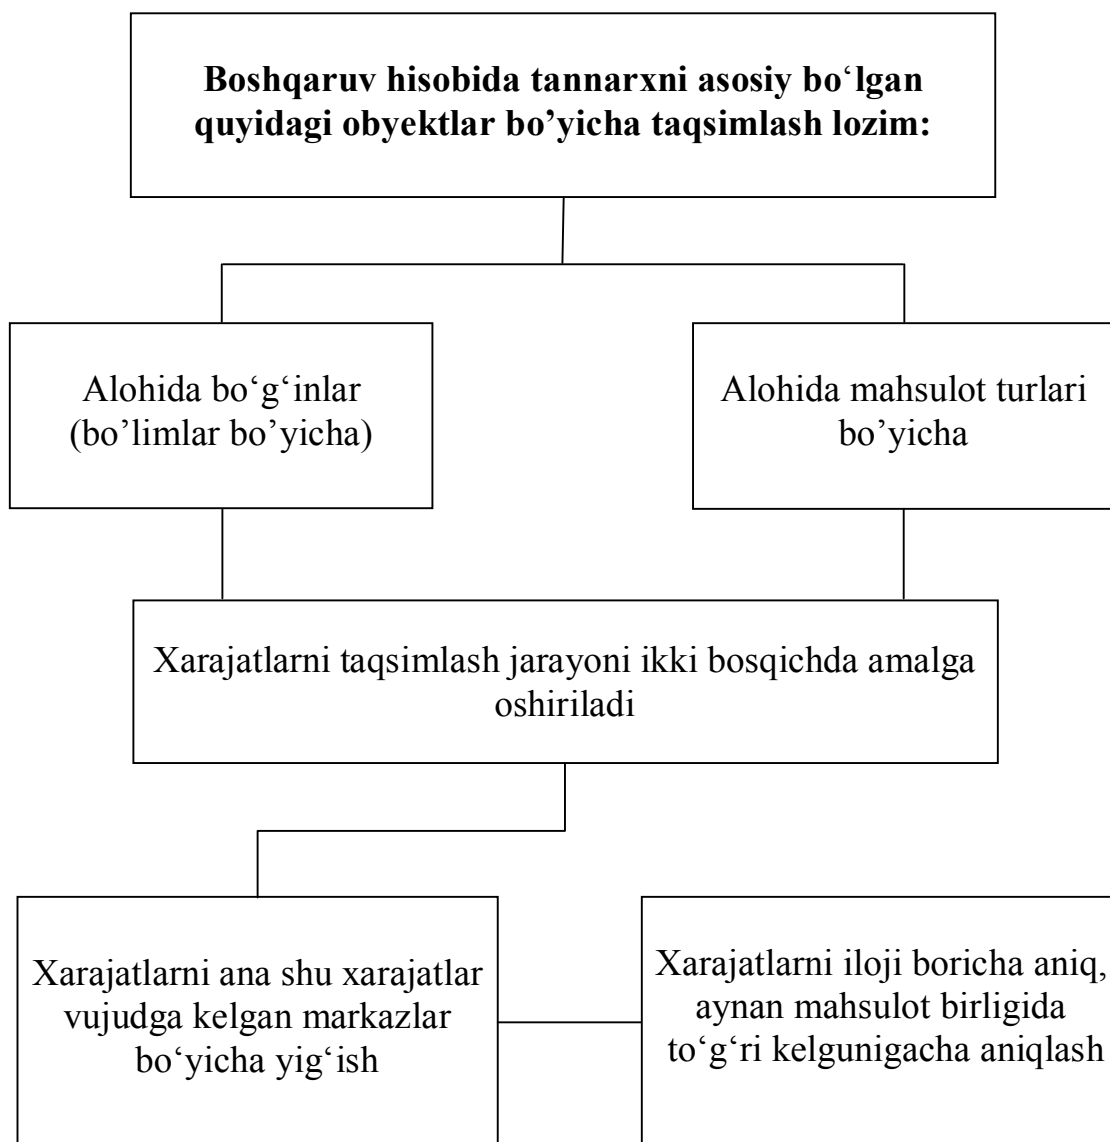 Boshqaruv hisobida tannarxni asosiy bo‘lgan
quyidagi obyektlar bo’yicha taqsimlash lozim:
Alohida bo‘g‘inlar
(bo’limlar bo’yicha)
Alohida mahsulot turlari
bo’yicha
Xarajatlarni taqsimlash jarayoni ikki bosqichda amalga
oshiriladi
Xarajatlarni ana shu xarajatlar
vujudga kelgan markazlar
bo‘yicha yig‘ish
Xarajatlarni iloji boricha aniq,
aynan mahsulot birligida
to‘g‘ri kelgunigacha aniqlash